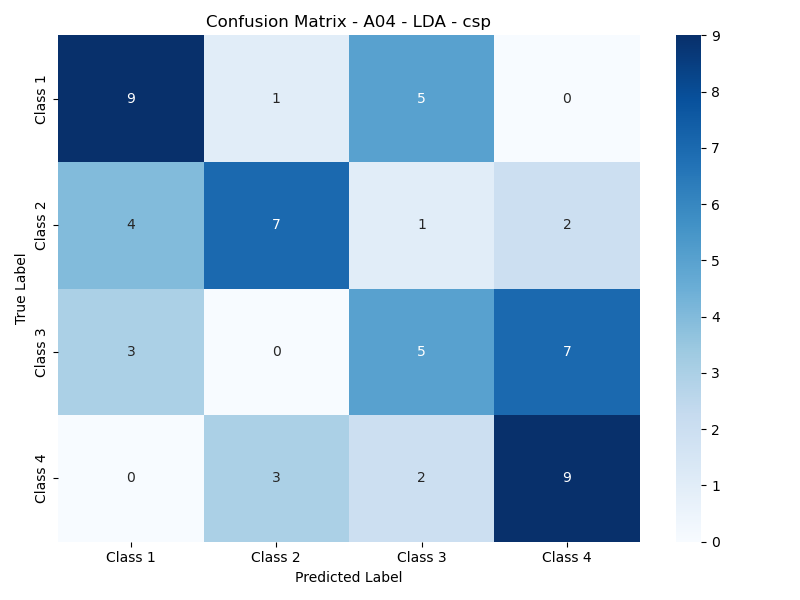 Confusion Matrix - A04 - LDA - csp
True Label
Class 1
9 1 5 0
Class 2
4 7 1 2
Class 3
3 0 5 7
Class 4
0 3 2 9
Class 1 Class 2 Class 3 Class 4
Predicted Label
9
8
7
6
5
4
3
2
1
0